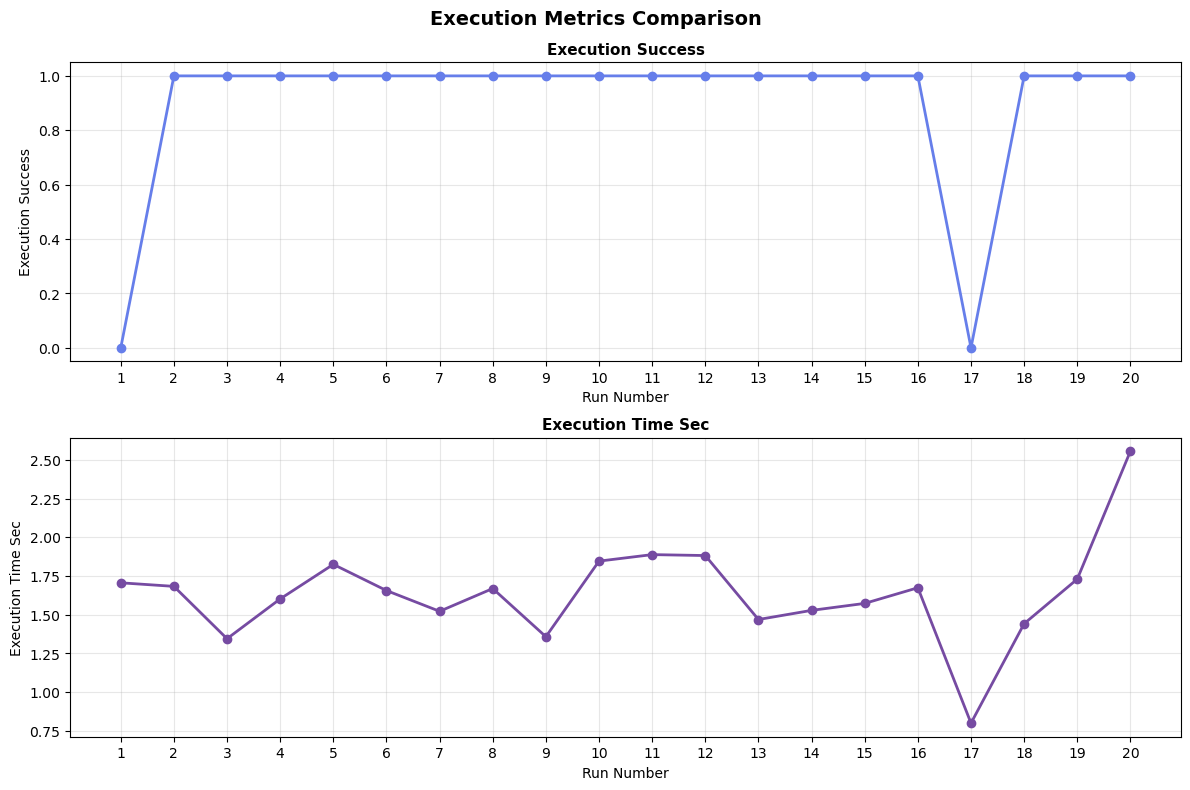 Execution Metrics Comparison
Execution Success
Execution Success
1.0
0.8
0.6
0.4
0.2
0.0
1 2 3 4 5 6 7 8 9 10 11 12 13 14 15 16 17 18 19 20
Run Number
Execution Time Sec
Execution Time Sec
2.50
2.25
2.00
1.75
1.50
1.25
1.00
0.75
1 2 3 4 5 6 7 8 9 10 11 12 13 14 15 16 17 18 19 20
Run Number